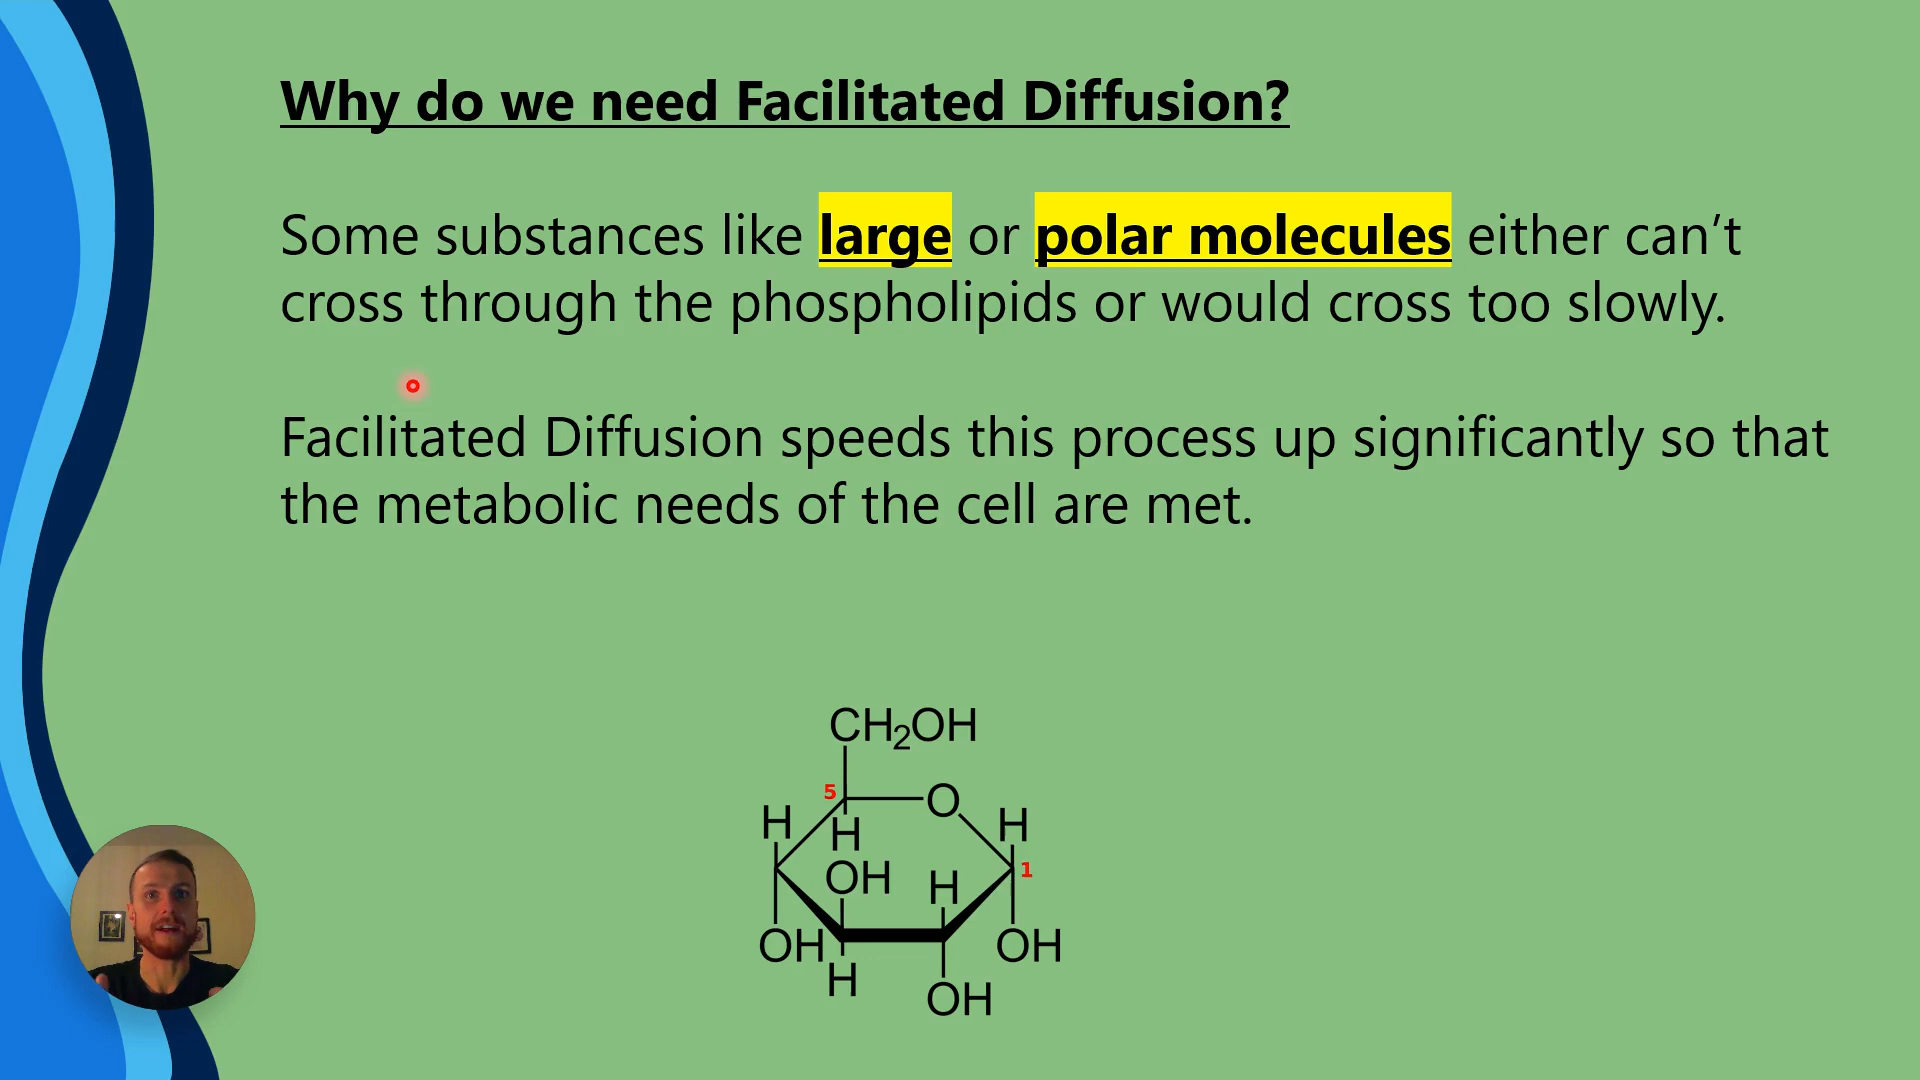 Why do we need Facilitated Diffusion?
Some substances like large or polar molecules either can’t
cross through the phospholipids or would cross too slowly.
Facilitated Diffusion speeds this process up significantly so that
the metabolic needs of the cell are met.
CH₂OH
5
O
H
H
H
OH
H
1
OH
OH
H
OH